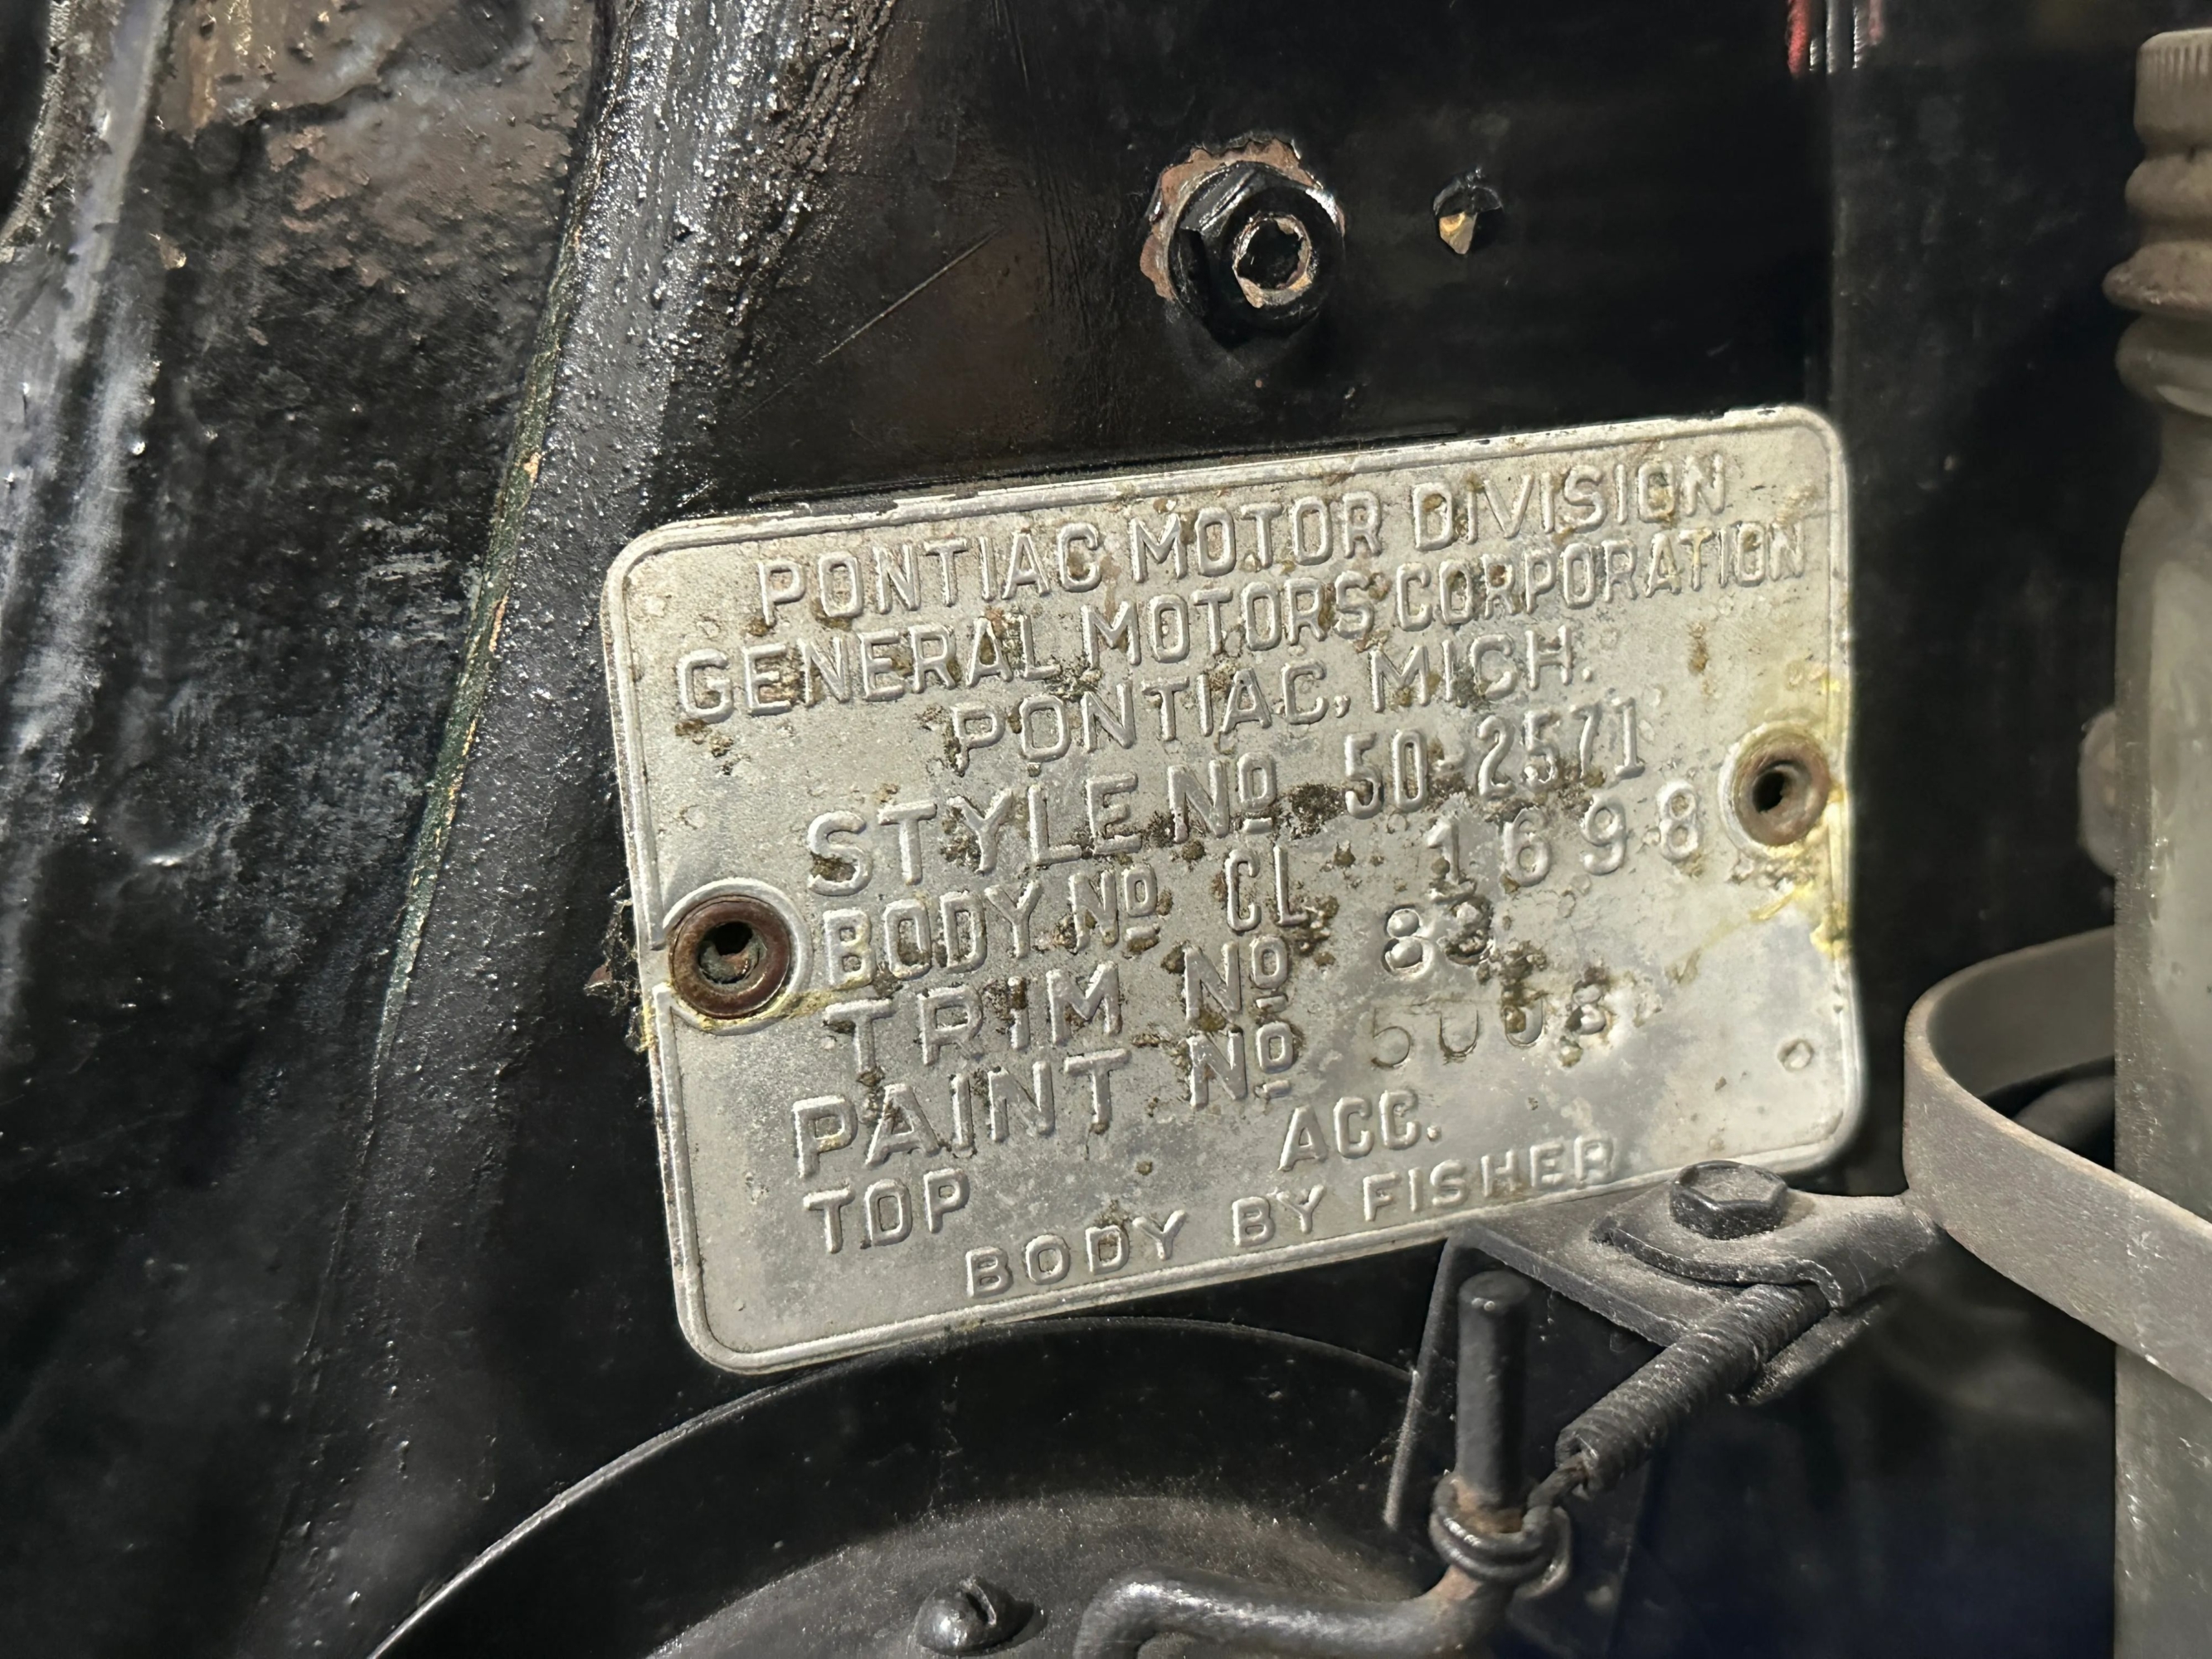 PONTIAC MOTOR DIVISION
GENERAL MOTORS CORPORATION
PONTIAC, MICH.
STYLE No 50-2571
BODY No CL 1698
TRIM No
PAINT No
TOP ACC.
BODY BY FISHER